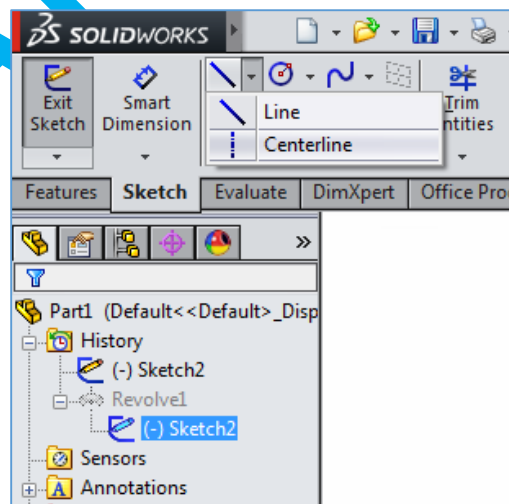 SOLIDWORKS
Exit Sketch
Smart Dimension
Line
Centerline
Trim
ntities
Features Sketch Evaluate DimXpert Office Pro
»
Part1 (Default<<Default>_Disp
History
(-) Sketch2
Revolve1
(-) Sketch2
Sensors
A Annotations